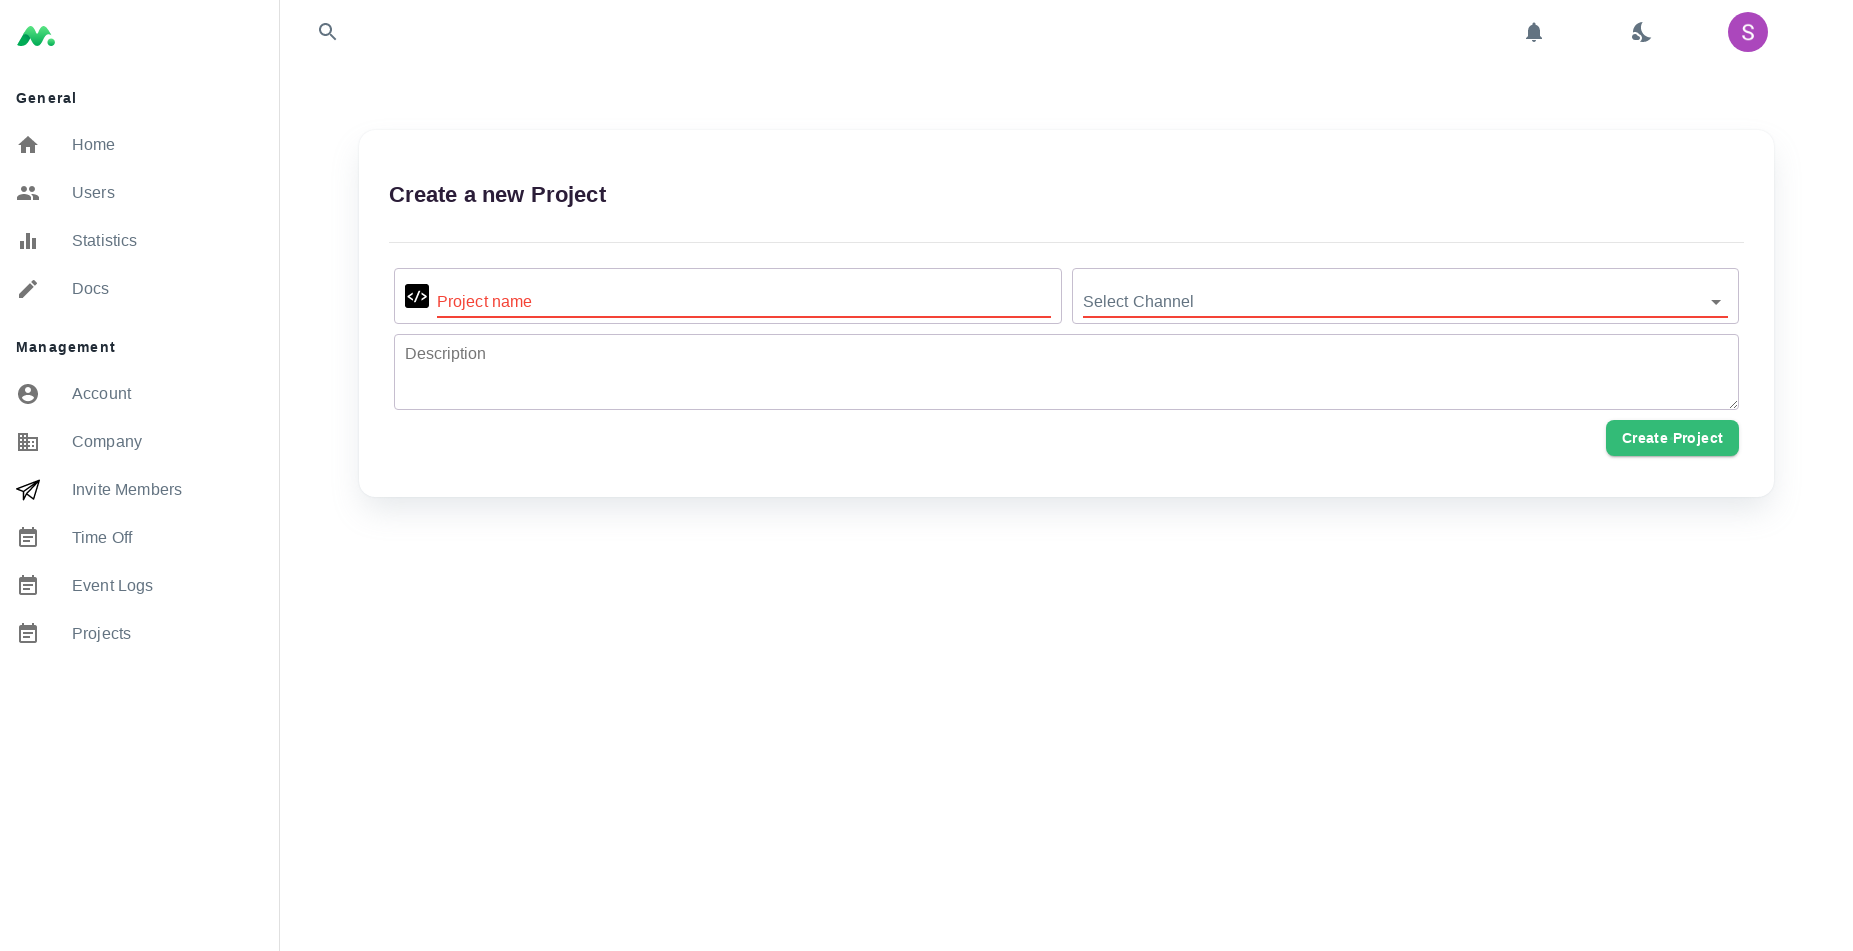 S
General
Home
Users
Statistics
Docs
Management
Account
Company
Invite Members
Time Off
Event Logs
Projects
Create a new Project
Project name
Select Channel
Description
Create Project